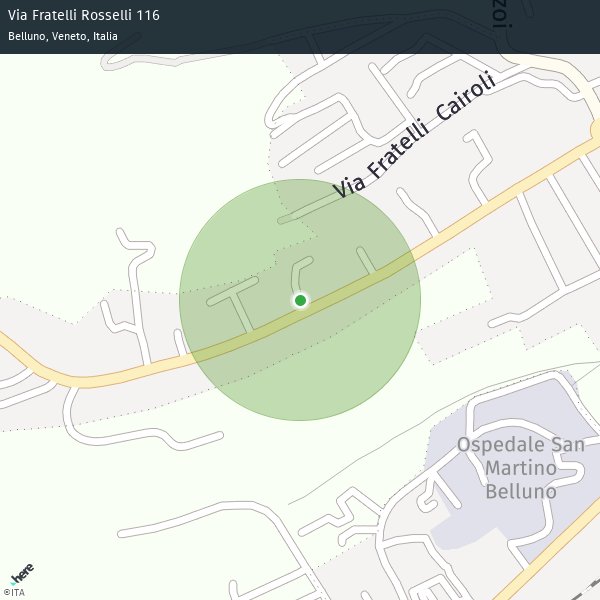 Via Fratelli Rosselli 116
Belluno, Veneto, Italia
zoi
Via Fratelli Cairoli
Ospedale San
Martino
Belluno
here
©ITA